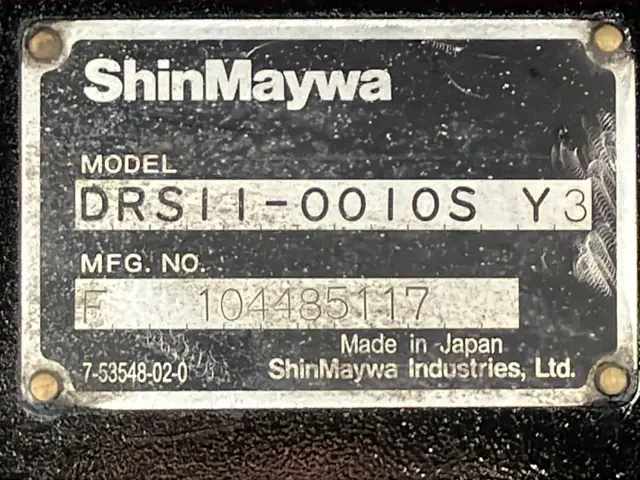 ShinMaywa
MODEL
DRS11-0010S Y3
MFG. NO.
F 104485117
Made in Japan
7-53548-02-0 ShinMaywa Industries, Ltd.